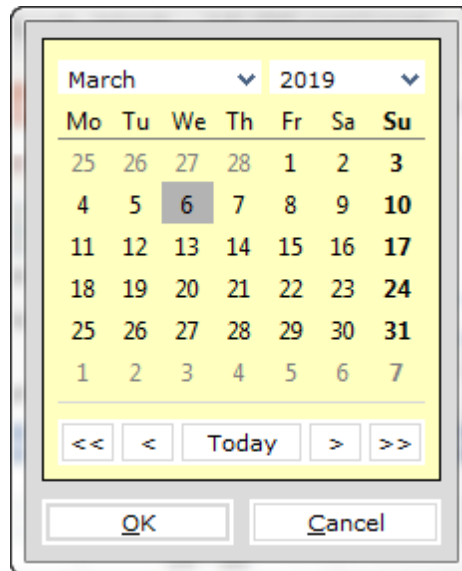 March 2019
Mo Tu We Th Fr Sa Su
25 26 27 28 1 2 3
4 5 6 7 8 9 10
11 12 13 14 15 16 17
18 19 20 21 22 23 24
25 26 27 28 29 30 31
1 2 3 4 5 6 7
<< < Today > >>
OK Cancel